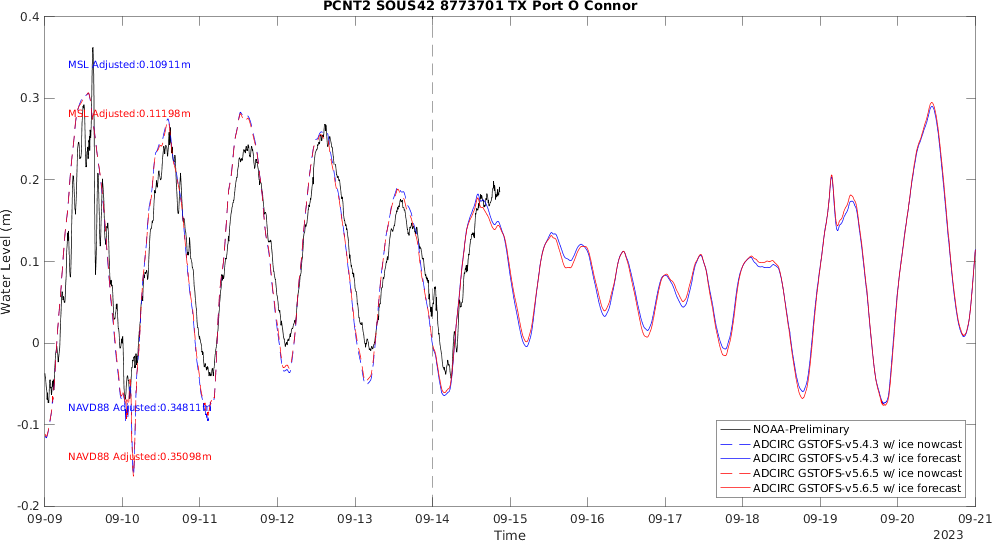 PCNT2 SOUS42 8773701 TX Port O Connor
0.4
0.3
0.2
0.1
0
-0.1
-0.2
Water Level (m)
MSL Adjusted:0.10911m
MSL Adjusted:0.11198m
NAVD88 Adjusted:0.34811m
NAVD88 Adjusted:0.35098m
NOAA-Preliminary
ADCIRC GSTOFS-v5.4.3 w/ ice nowcast
ADCIRC GSTOFS-v5.4.3 w/ ice forecast
ADCIRC GSTOFS-v5.6.5 w/ ice nowcast
ADCIRC GSTOFS-v5.6.5 w/ ice forecast
09-09 09-10 09-11 09-12 09-13 09-14 09-15 09-16 09-17 09-18 09-19 09-20 09-21
Time
2023